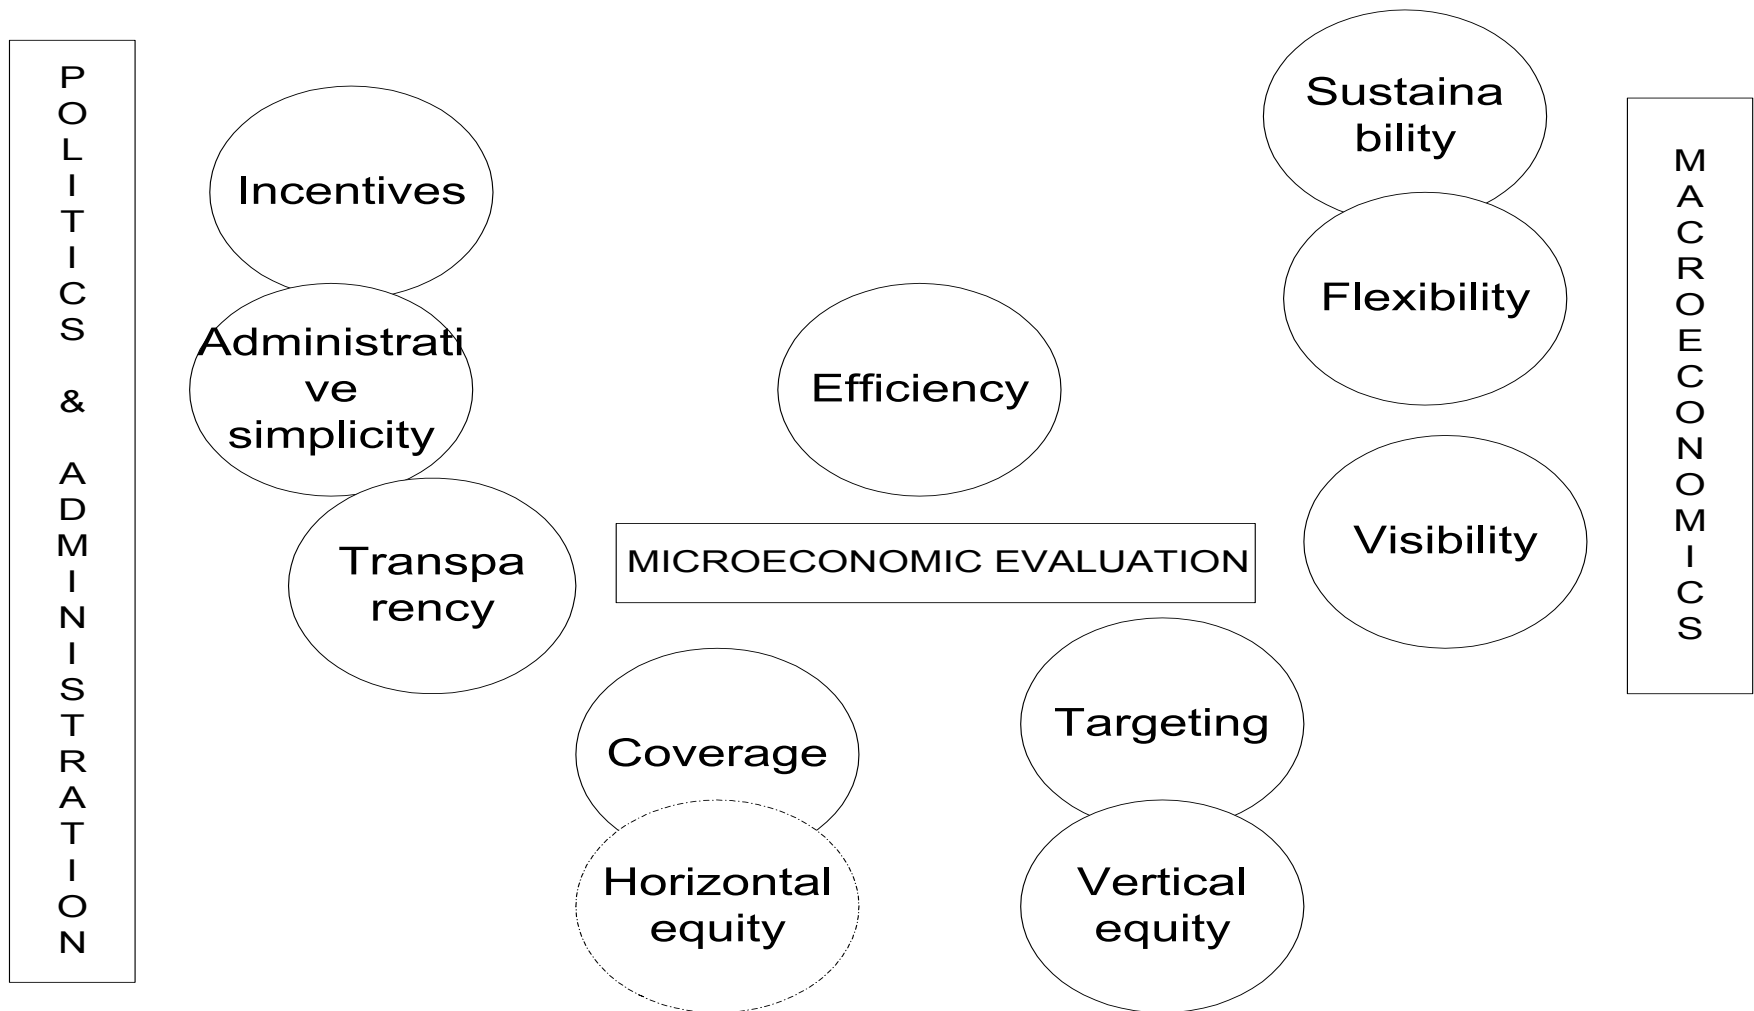 POLITICS & ADMINISTRATION
Incentives
Administrati
ve
simplicity
Transpa
rency
Efficiency
MICROECONOMIC EVALUATION
Coverage
Horizontal
equity
Targeting
Vertical
equity
Sustaina
bility
Flexibility
Visibility
MACROECONOMICS